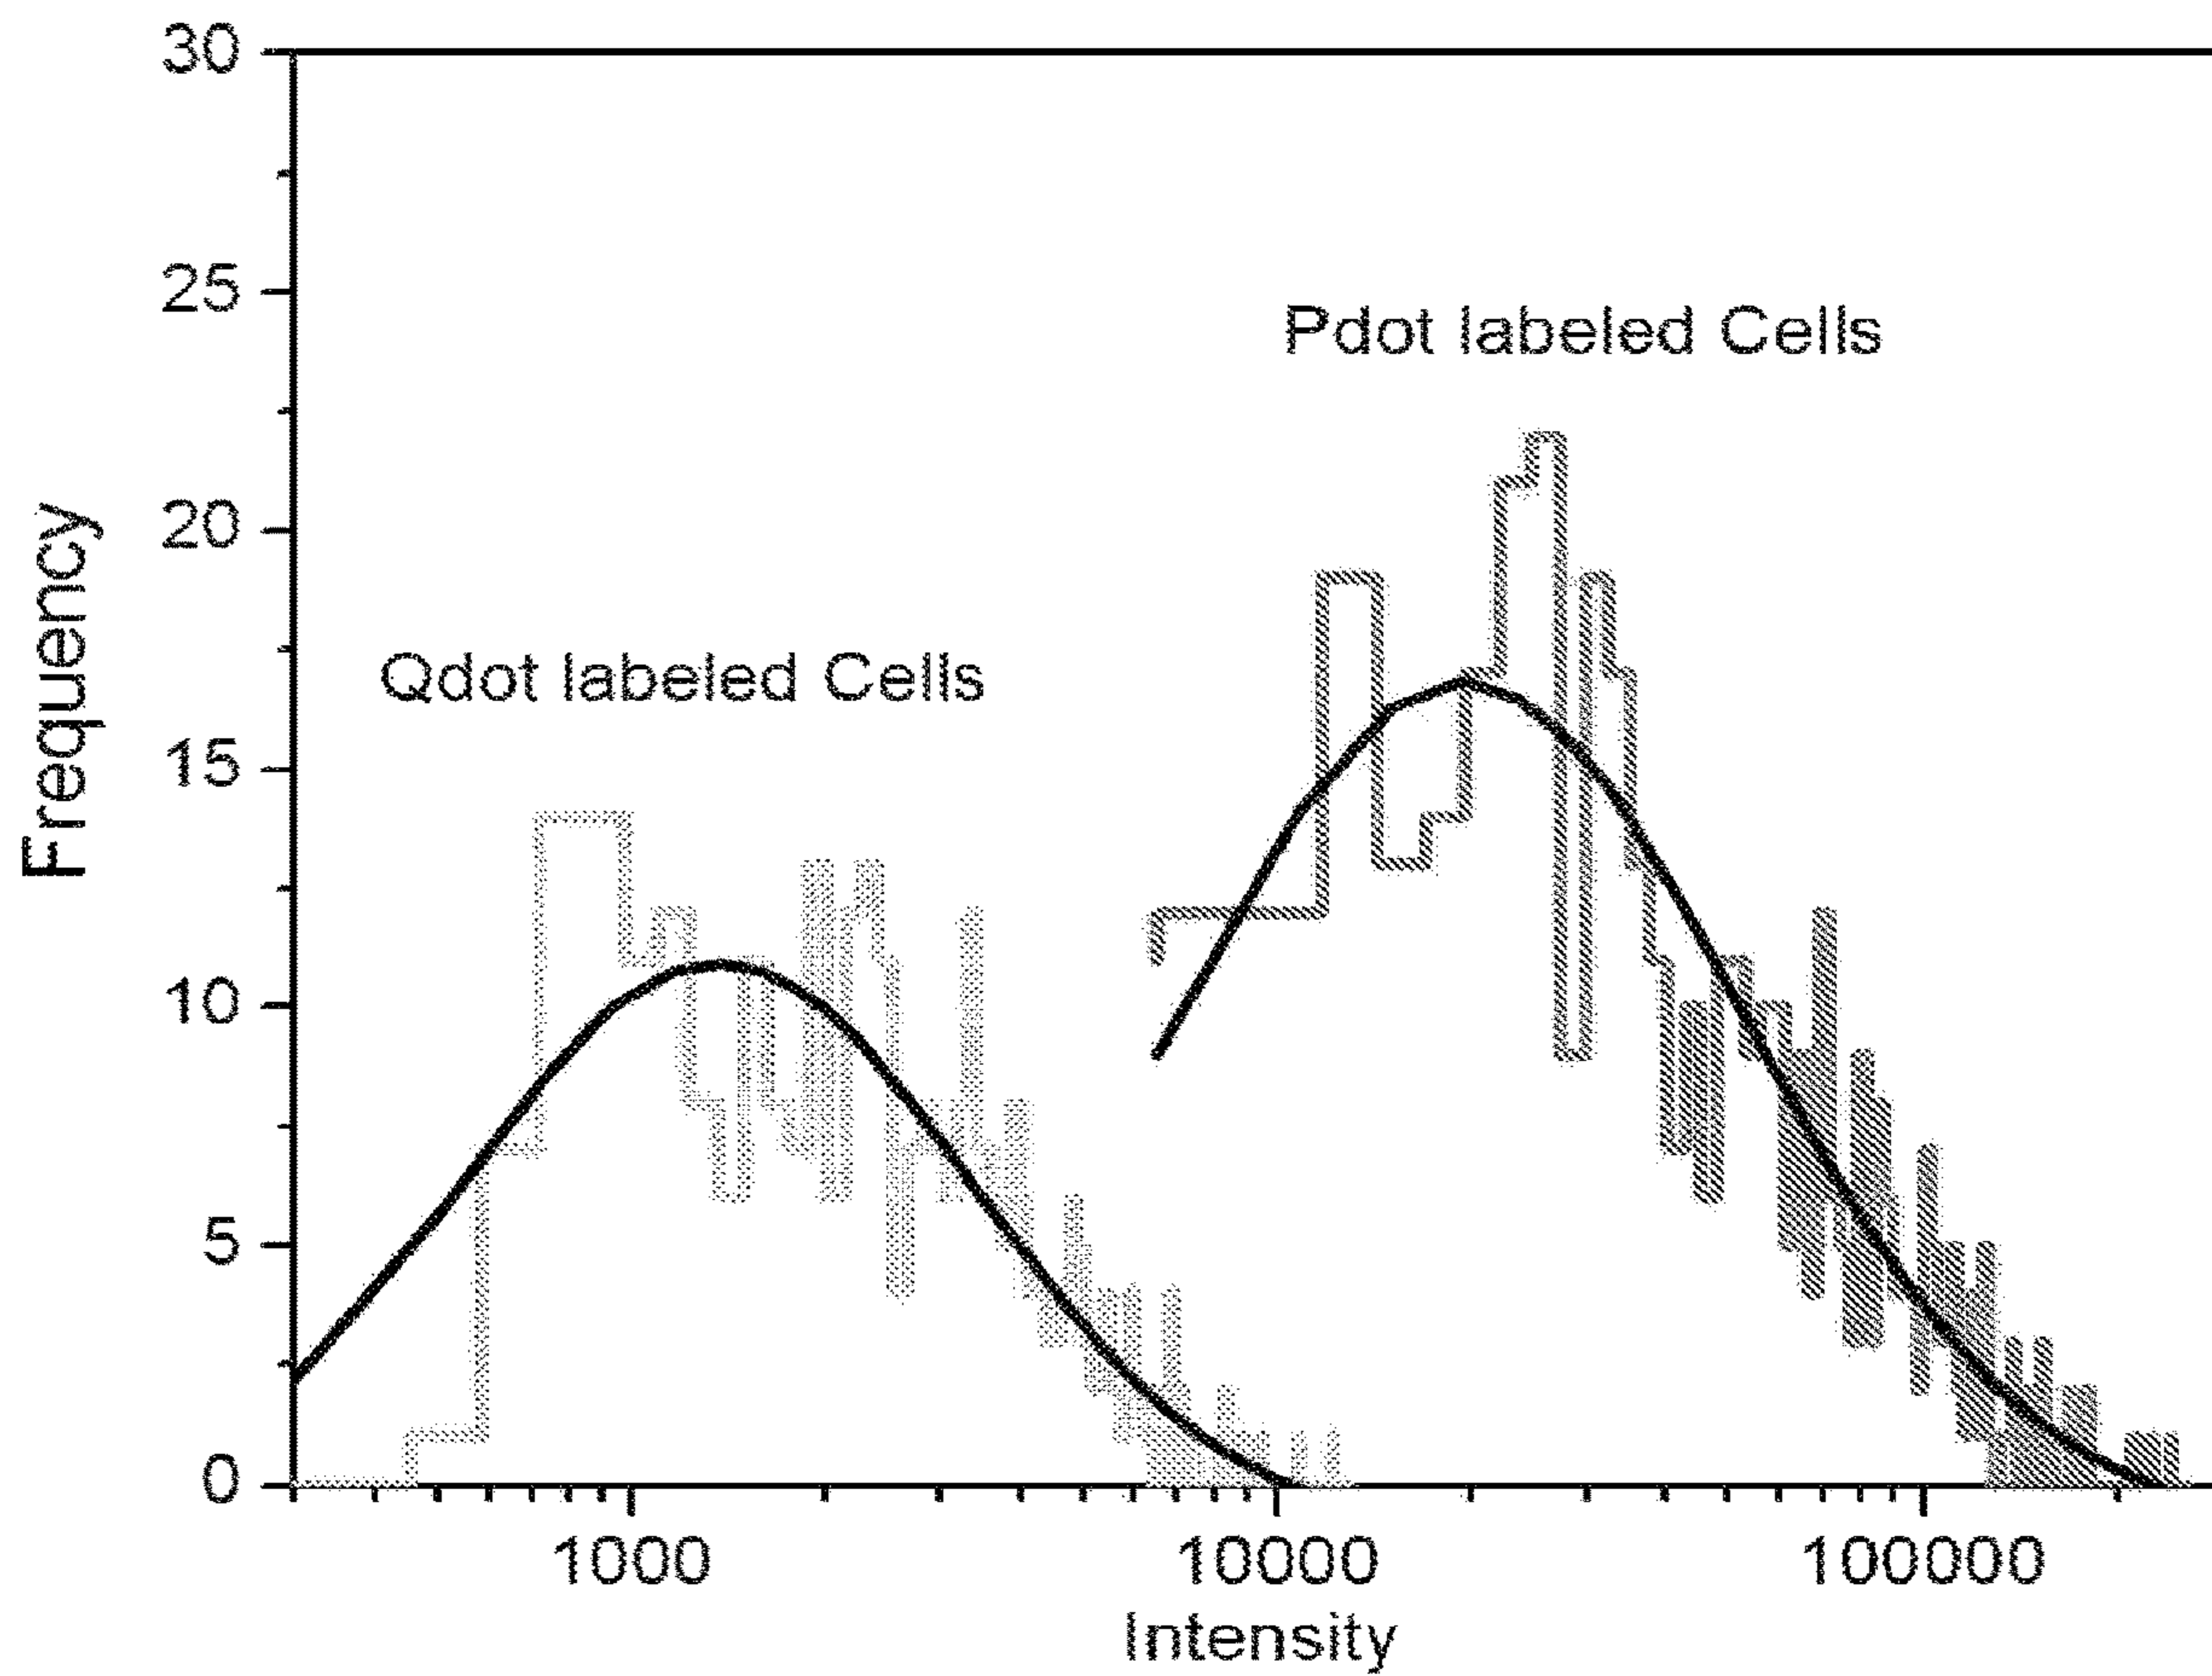 30
25
20
15
10
5
0
Frequency
Qdot labeled Cells
Pdot labeled Cells
1000
10000
100000
Intensity